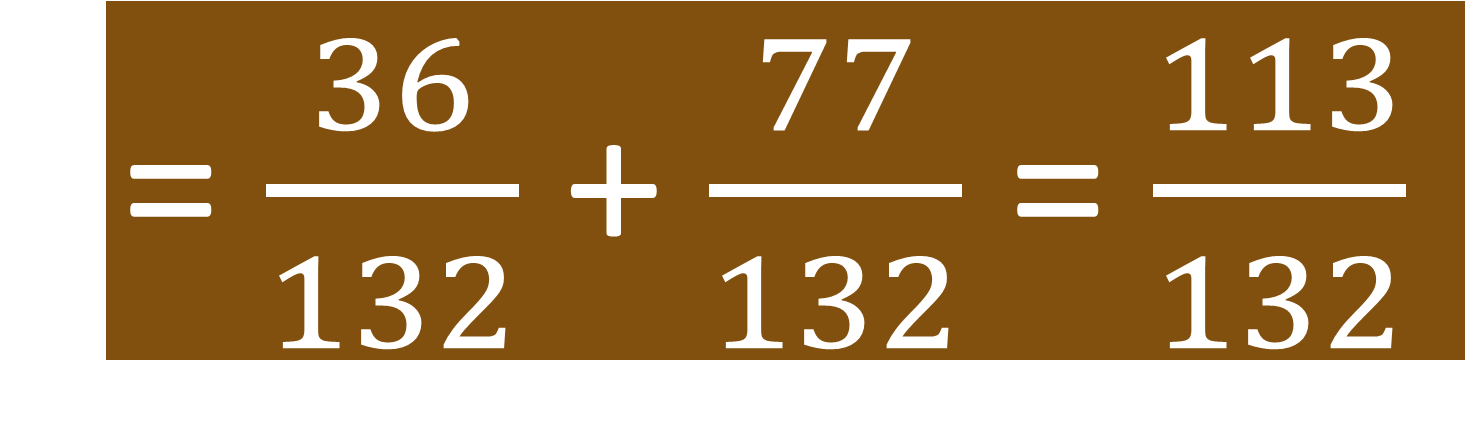 = 36/132 + 77/132 = 113/132